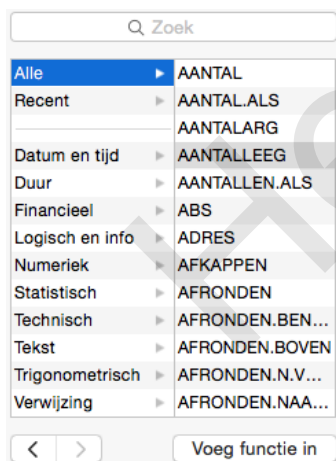 Zoek
Alle AANTAL
Recent AANTAL.ALS
AANTALARG
Datum en tijd AANTALLEEG
Duur AANTALLEN.ALS
Financieel ABS
Logisch en info ADRES
Numeriek AFKAPPEN
Statistisch AFRONDEN
Technisch AFRONDEN.BEN...
Tekst AFRONDEN.BOVEN
Trigonometrisch AFRONDEN.N.V...
Verwijzing AFRONDEN.NAA...
Voeg functie in